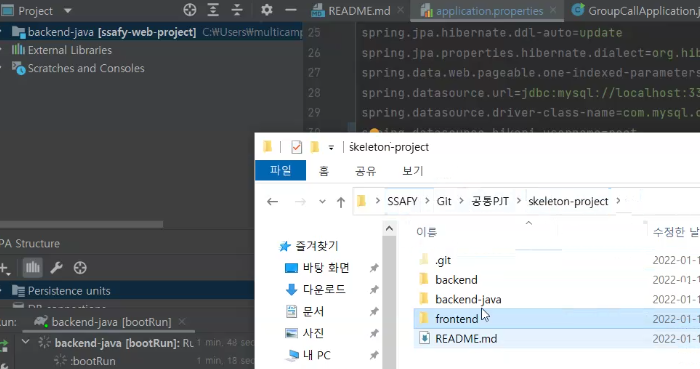 Project
README.md
application.properties
GroupCallApplication.j
backend-java [ssafy-web-project] C:\Users\multicamp
External Libraries
Scratches and Consoles
25
26
27
28
29
spring.jpa.hibernate.ddl-auto=update
spring.jpa.properties.hibernate.dialect=org.hib
spring.data.web.pageable.one-indexed-parameters
spring.datasource.url=jdbc:mysql://localhost:33
spring.datasource.driver-class-name=com.mysql.c
skeleton-project
파일 홈 공유 보기
SSAFY > Git > 공통PJT > skeleton-project >
즐겨찾기
바탕 화면
다운로드
문서
사진
내 PC
이름
수정한 날
.git 2022-01-1
backend 2022-01-1
backend-java 2022-01-1
frontend 2022-01-1
README.md 2022-01-1
PA Structure
Persistence units
DB connections
un: backend-java [bootRun]
backend-java [bootRun]: Ru 1 min, 48 s
:bootRun 1 min, 18 s